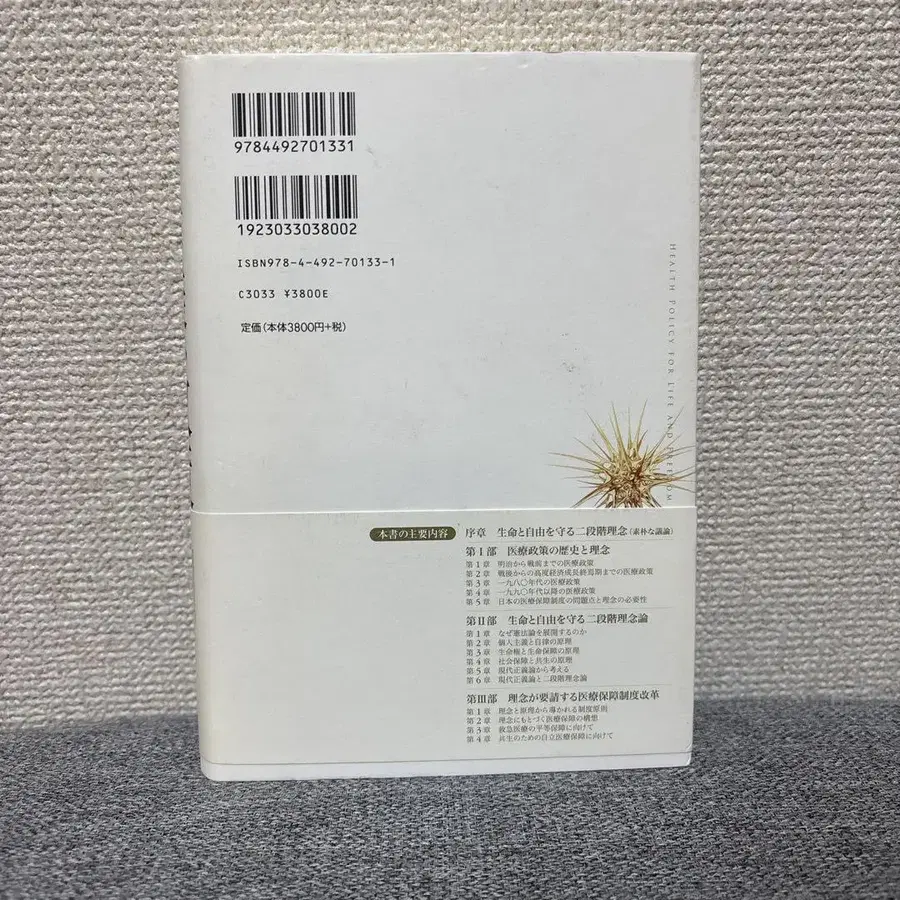 9784492701331
1923033038002
ISBN978-4-492-70133-1
C3033 ¥3800E
定価(本体3800円+税)
HEALTH POLICY FOR LIFE AND FREEDOM
本書の主要内容
序章 生命と自由を守る二段階理念(素朴な議論)
第Ⅰ部 医療政策の歴史と理念
第1章 明治から戦前までの医療政策
第2章 戦後からの高度経済成長終焉期までの医療政策
第3章 一九八〇年代の医療政策
第4章 一九九〇年代以降の医療政策
第5章 日本の医療保障制度の問題点と理念の必要性
第Ⅱ部 生命と自由を守る二段階理念論
第1章 なぜ憲法論を展開するのか
第2章 個人主義と自律の原理
第3章 生命権と生命保障の原理
第4章 社会保障と共生の原理
第5章 現代正義論から考える
第6章 現代正義論と二段階理念論
第Ⅲ部 理念が要請する医療保障制度改革
第1章 理念と原理から導かれる制度原則
第2章 理念にもとづく医療保障の構想
第3章 救急医療の平等保障に向けて
第4章 共生のための自立医療保障に向けて